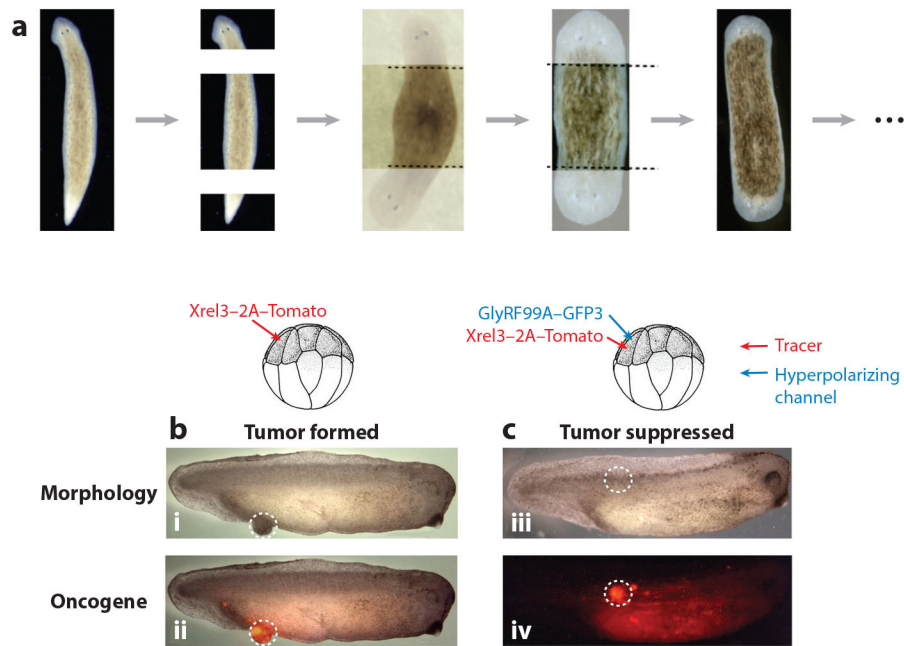 a
...
Xrel3–2A–Tomato
GlyRF99A–GFP3
Xrel3–2A–Tomato
Tracer
Hyperpolarizing
channel
b
Tumor formed
c
Tumor suppressed
Morphology
i
iii
Oncogene
ii
iv